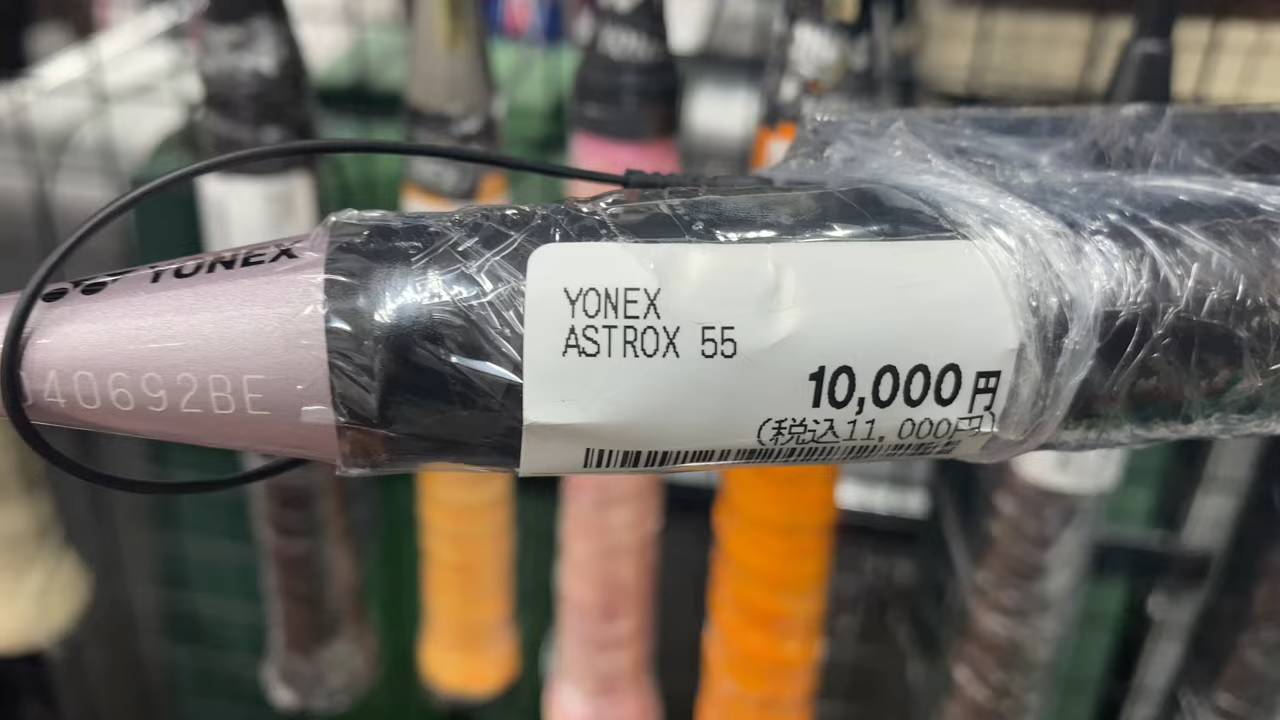 YONEX
40692BE
YONEX
ASTROX 55
10,000円
(税込11,000円)